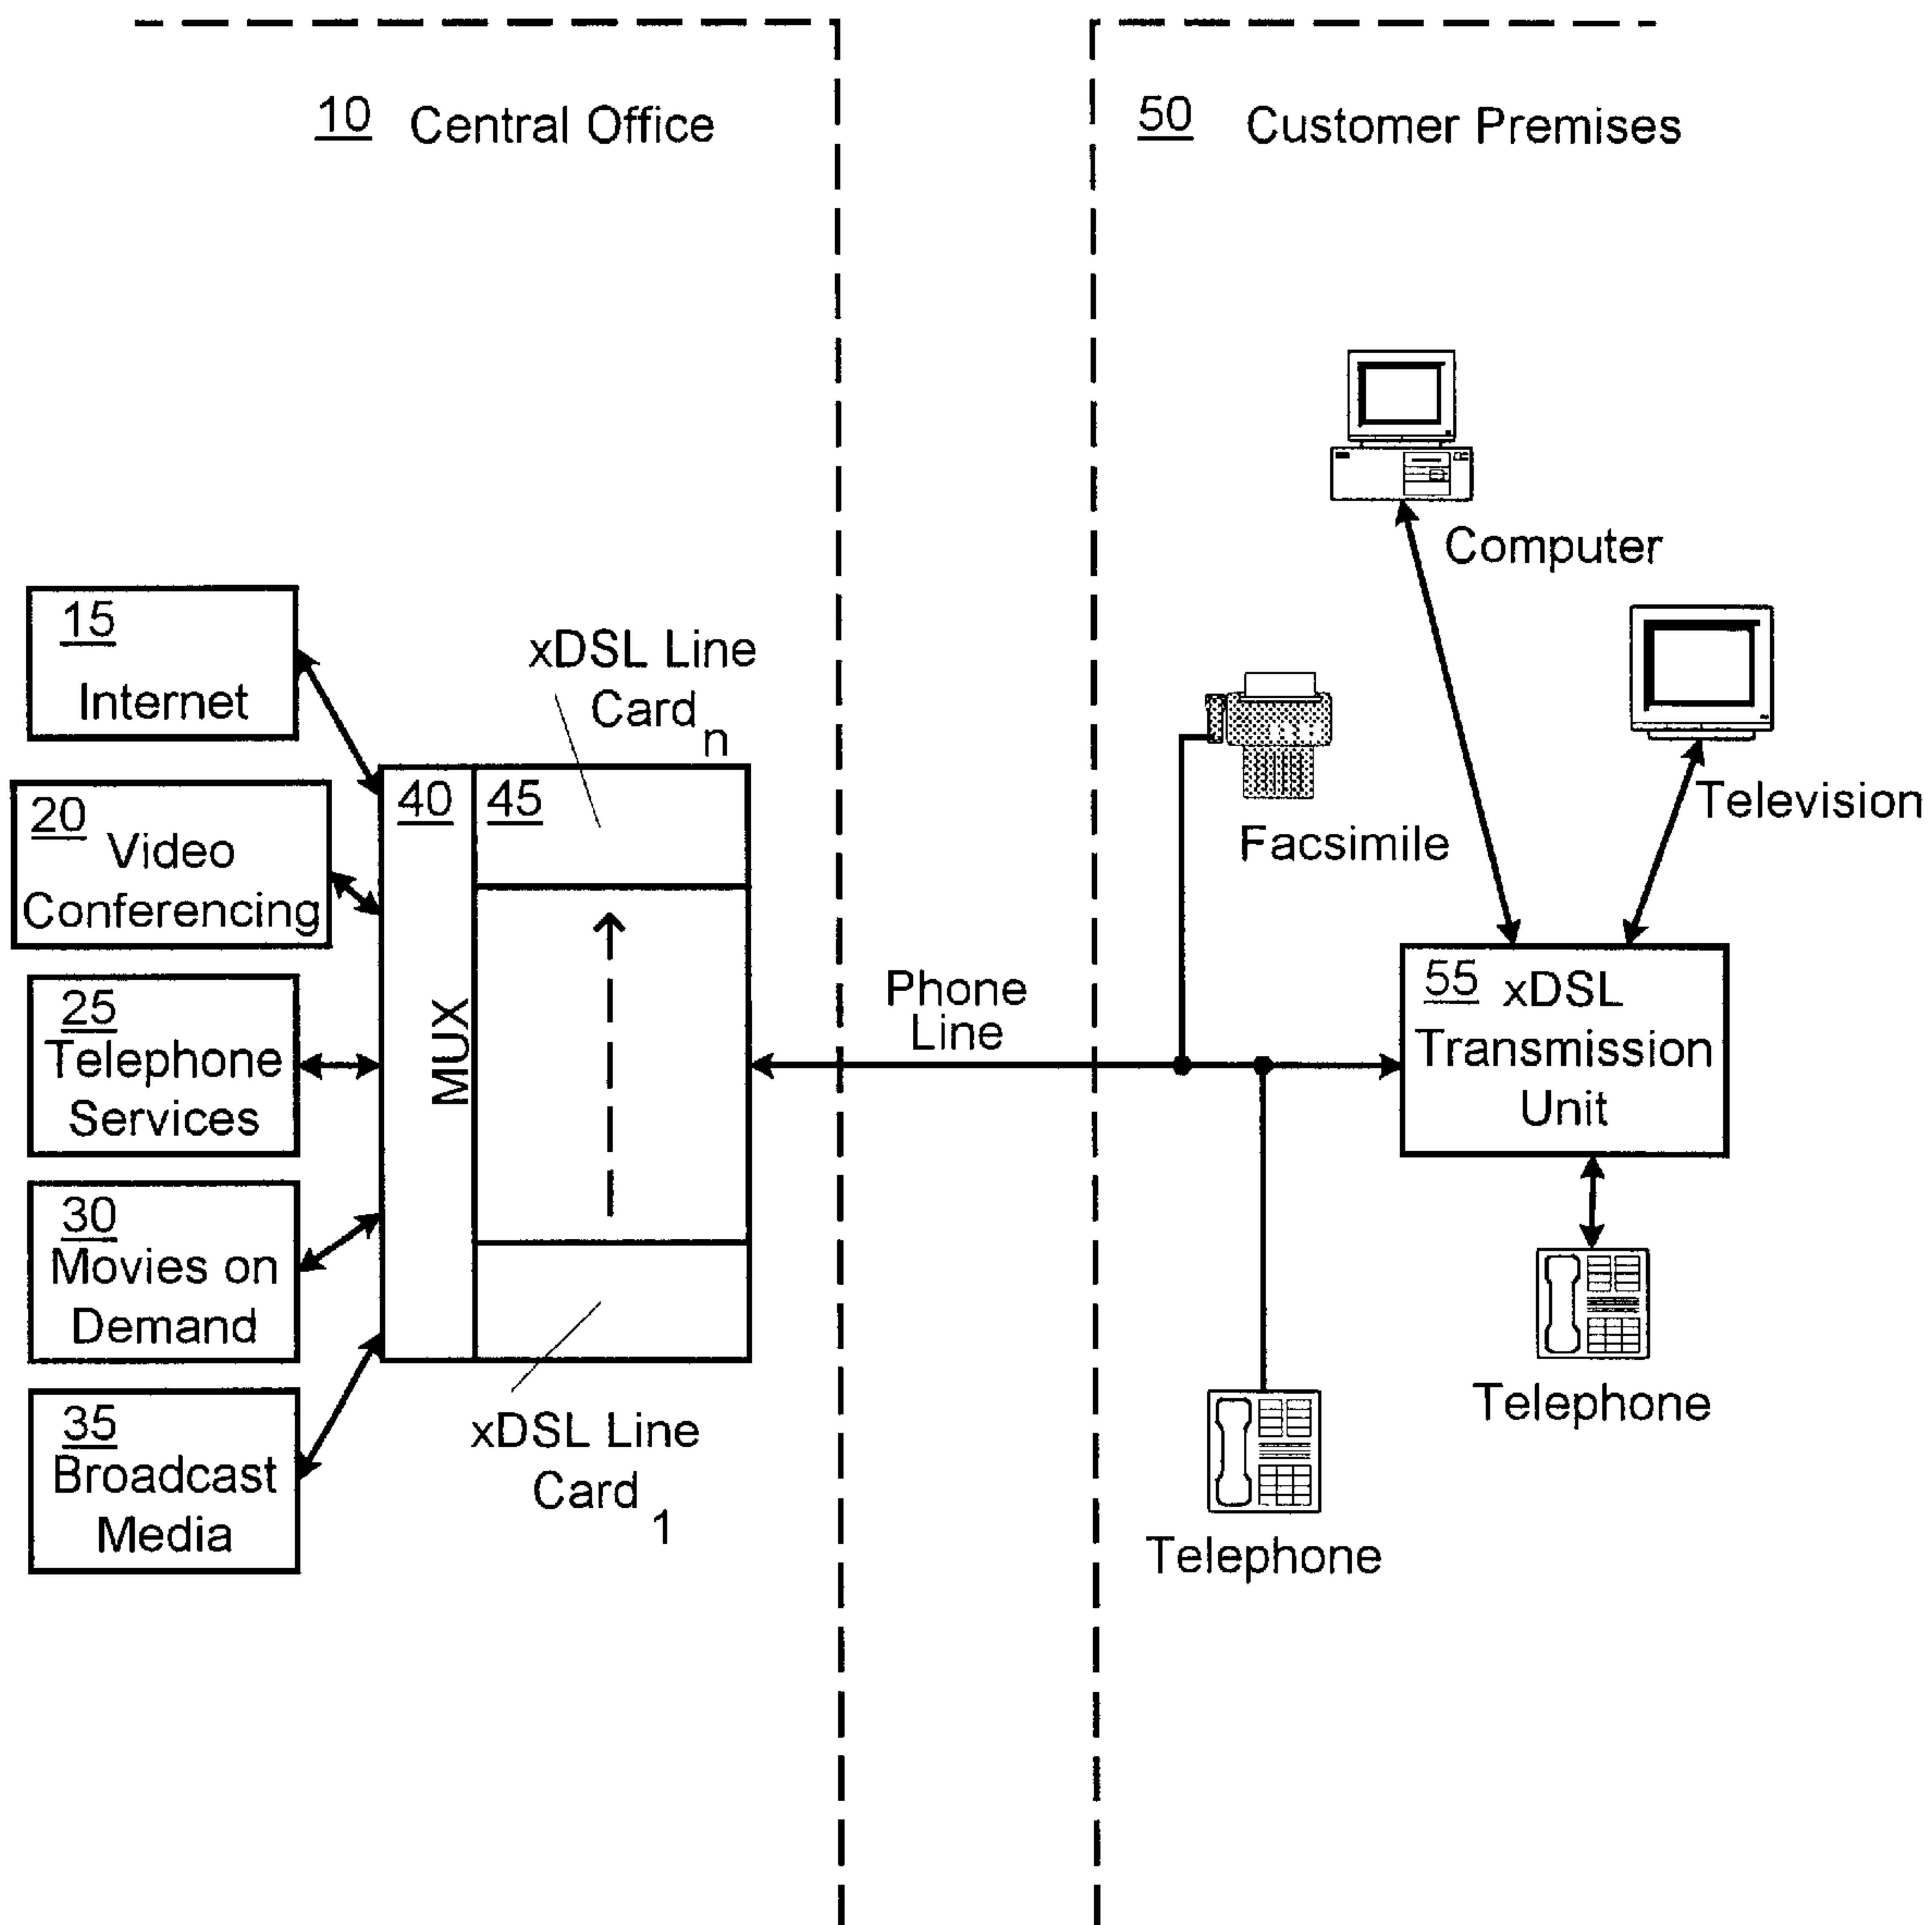 10 Central Office
50 Customer Premises
Computer
15
Internet
xDSL Line
Card n
Television
20
Video
Conferencing
40
45
Facsimile
25
Telephone
Services
MUX
Phone
Line
55 xDSL
Transmission
Unit
30
Movies on
Demand
35
Broadcast
Media
xDSL Line
Card 1
Telephone
Telephone